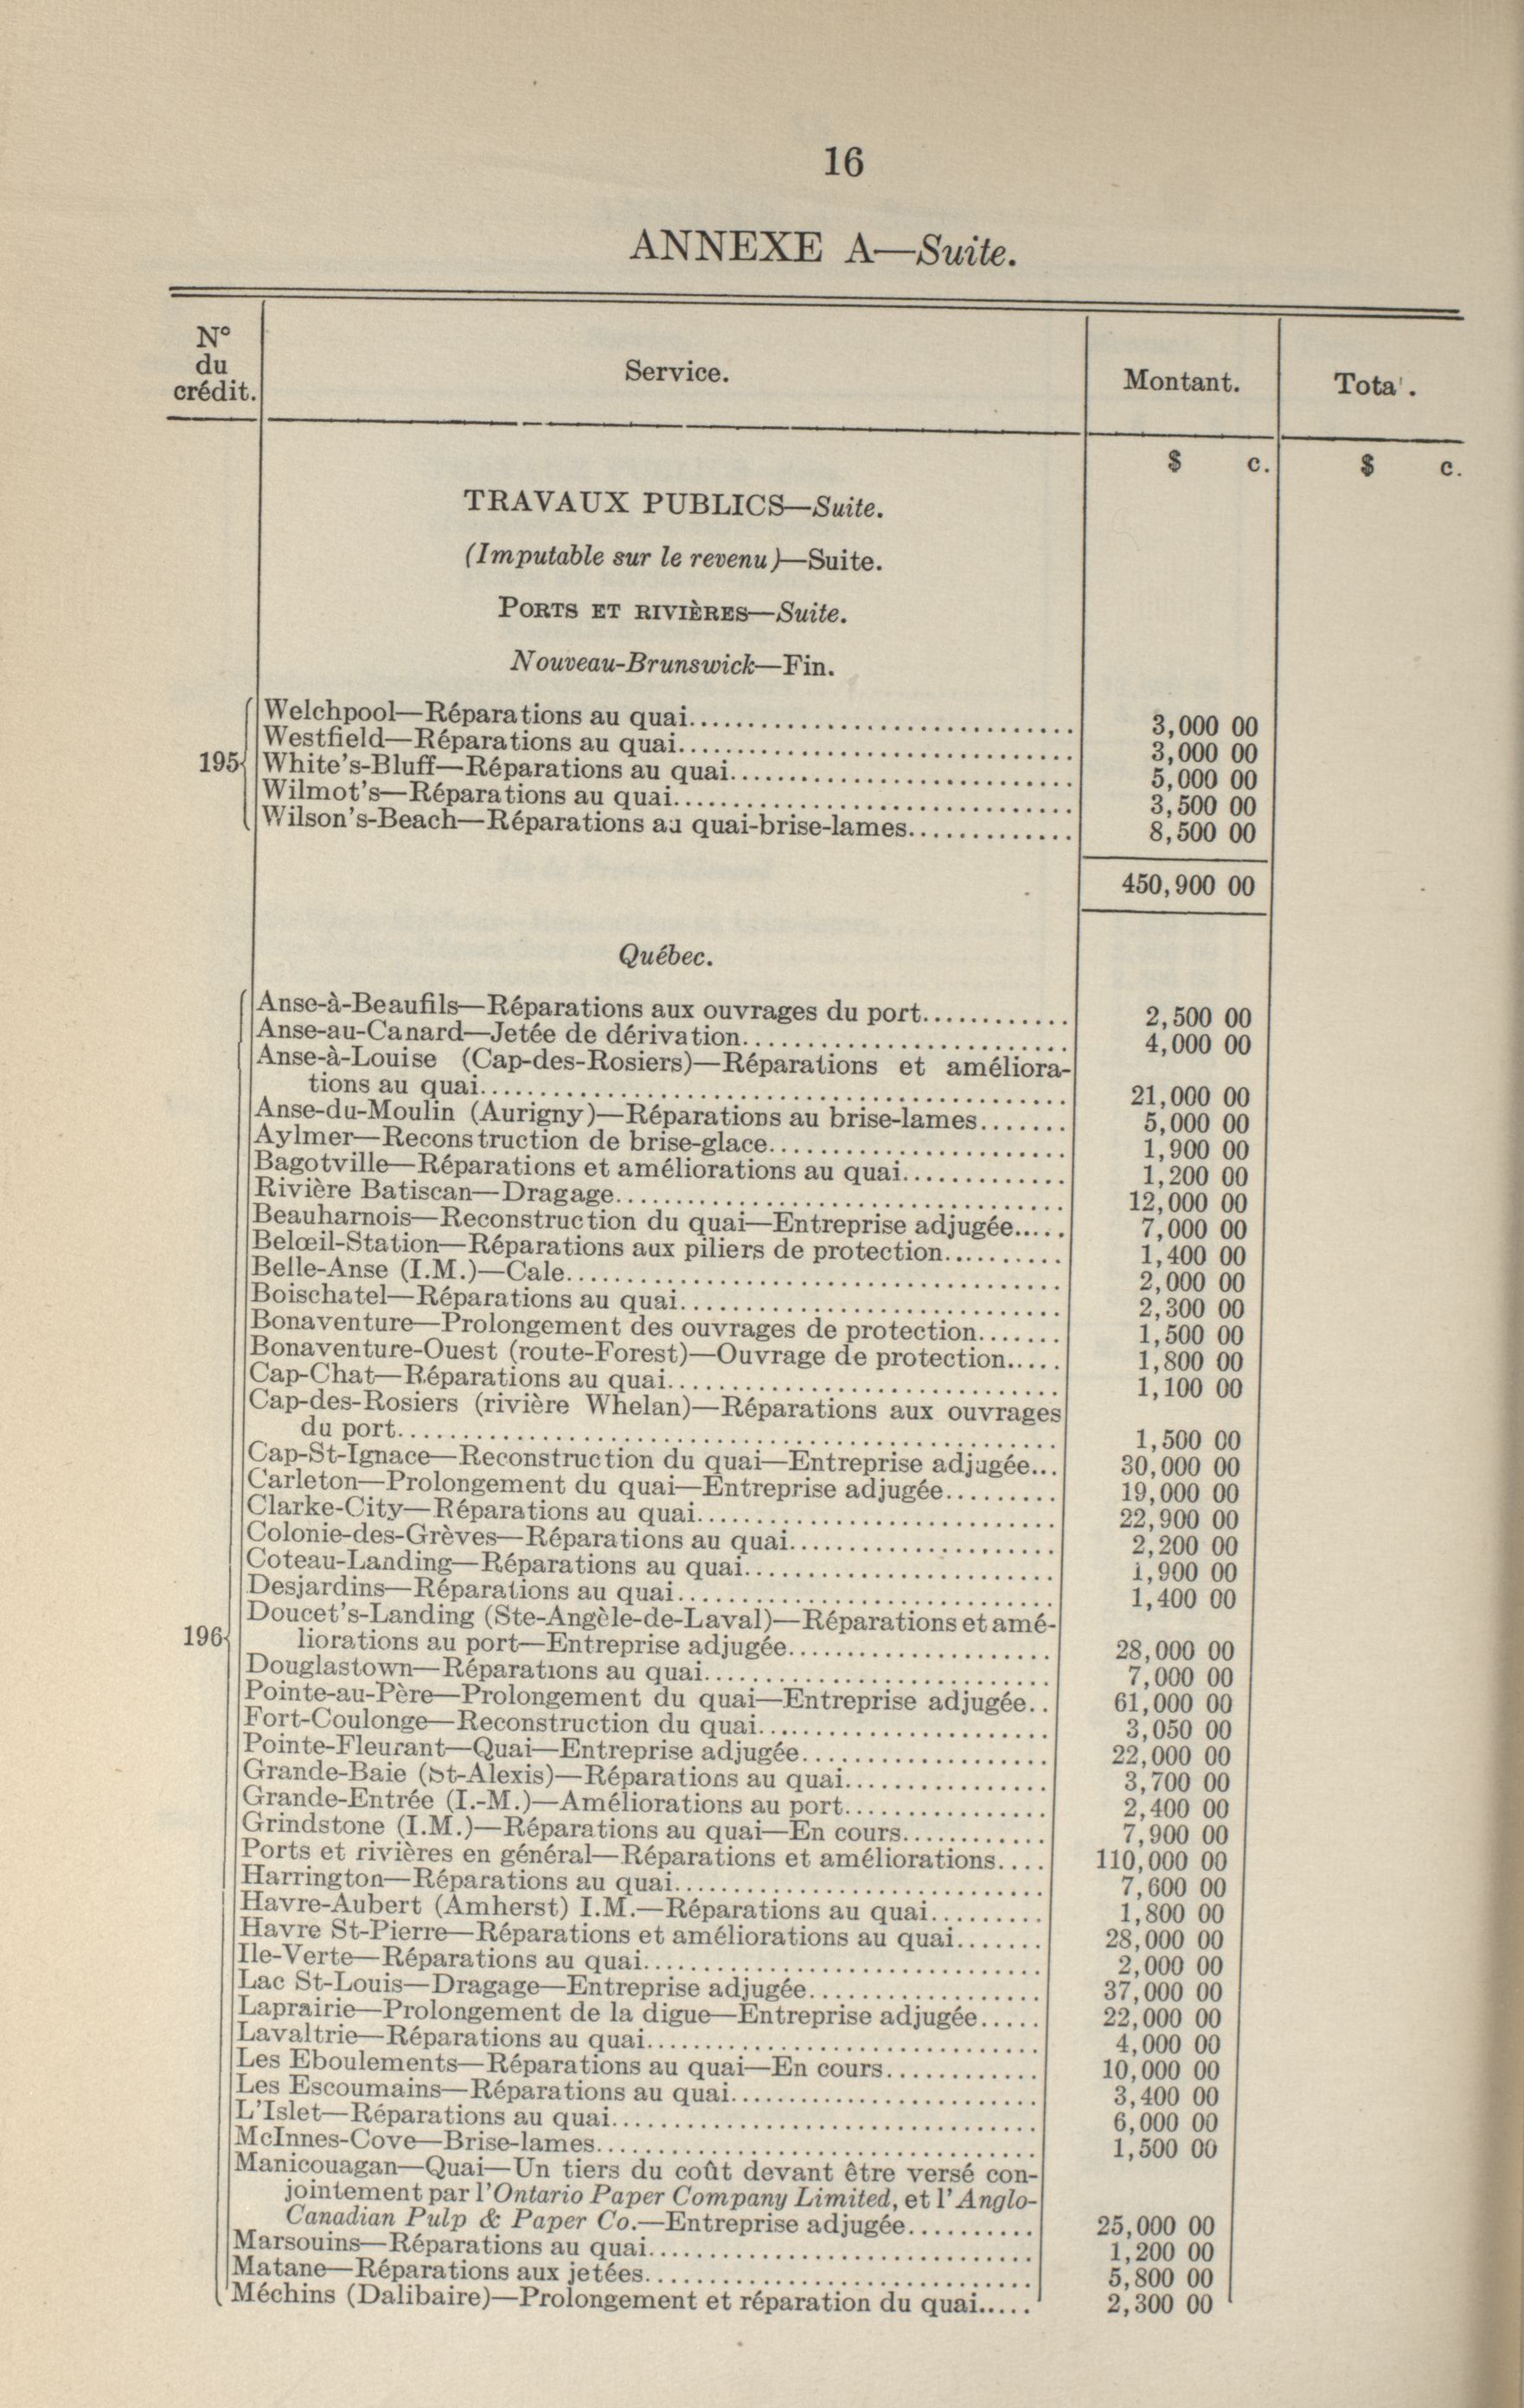 16
ANNEXE A—Suite.
N°
du
crédit.
Service.
Montant.
Tota'.
$ c.
$ c.
TRAVAUX PUBLICS—Suite.
(Imputable sur le revenu)—Suite.
PORTS ET RIVIÈRES—Suite.
Nouveau-Brunswick—Fin.
195
Welchpool—Réparations au quai.................... 3,000 00
Westfield—Réparations au quai.................... 3,000 00
White's-Bluff—Réparations au quai.................... 5,000 00
Wilmot's—Réparations au quai.................... 3,500 00
Wilson's-Beach—Réparations au quai-brise-lames.............. 8,500 00
450,900 00
Québec.
Anse-à-Beaufils—Réparations aux ouvrages du port............. 2,500 00
Anse-au-Canard—Jetée de dérivation.................... 4,000 00
Anse-à-Louise (Cap-des-Rosiers)—Réparations et améliora-
tions au quai.................... 21,000 00
Anse-du-Moulin (Aurigny)—Réparations au brise-lames....... 5,000 00
Aylmer—Reconstruction de brise-glace.................... 1,900 00
Bagotville—Réparations et améliorations au quai............. 1,200 00
Rivière Batiscan—Dragage.................... 12,000 00
Beauharnois—Reconstruction du quai—Entreprise adjugée..... 7,000 00
Belœil-Station—Réparations aux piliers de protection.......... 1,400 00
Belle-Anse (I.M.)—Cale.................... 2,000 00
Boischatel—Réparations au quai.................... 2,300 00
Bonaventure—Prolongement des ouvrages de protection....... 1,500 00
Bonaventure-Ouest (route-Forest)—Ouvrage de protection..... 1,800 00
Cap-Chat—Réparations au quai.................... 1,100 00
Cap-des-Rosiers (rivière Whelan)—Réparations aux ouvrages
du port.................... 1,500 00
Cap-St-Ignace—Reconstruction du quai—Entreprise adjugée... 30,000 00
Carleton—Prolongement du quai—Entreprise adjugée.......... 19,000 00
Clarke-City—Réparations au quai.................... 22,900 00
Colonie-des-Grèves—Réparations au quai.................... 2,200 00
Coteau-Landing—Réparations au quai.................... 1,900 00
Desjardins—Réparations au quai.................... 1,400 00
Doucet's-Landing (Ste-Angèle-de-Laval)—Réparations et amé-
196
liorations au port—Entreprise adjugée.................... 28,000 00
Douglastown—Réparations au quai.................... 7,000 00
Pointe-au-Père—Prolongement du quai—Entreprise adjugée.. 61,000 00
Fort-Coulonge—Reconstruction du quai.................... 3,050 00
Pointe-Fleurant—Quai—Entreprise adjugée.................... 22,000 00
Grande-Baie (St-Alexis)—Réparations au quai................ 3,700 00
Grande-Entrée (I.-M.)—Améliorations au port................ 2,400 00
Grindstone (I.M.)—Réparations au quai—En cours............ 7,900 00
Ports et rivières en général—Réparations et améliorations.... 110,000 00
Harrington—Réparations au quai.................... 7,600 00
Havre-Aubert (Amherst) I.M.—Réparations au quai......... 1,800 00
Havre St-Pierre—Réparations et améliorations au quai....... 28,000 00
Ile-Verte—Réparations au quai.................... 2,000 00
Lac St-Louis—Dragage—Entreprise adjugée.................. 37,000 00
Laprairie—Prolongement de la digue—Entreprise adjugée..... 22,000 00
Lavaltrie—Réparations au quai.................... 4,000 00
Les Eboulements—Réparations au quai—En cours............ 10,000 00
Les Escoumains—Réparations au quai.................... 3,400 00
L'Islet—Réparations au quai.................... 6,000 00
McInnes-Cove—Brise-lames.................... 1,500 00
Manicouagan—Quai—Un tiers du coût devant être versé con-
jointement par l'Ontario Paper Company Limited, et l'Anglo-
Canadian Pulp & Paper Co.—Entreprise adjugée.......... 25,000 00
Marsouins—Réparations au quai.................... 1,200 00
Matane—Réparations aux jetées.................... 5,800 00
Méchins (Dalibaire)—Prolongement et réparation du quai..... 2,300 00